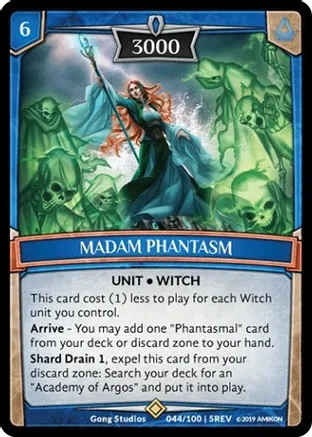 6
3000
MADAM PHANTASM
UNIT • WITCH
This card cost (1) less to play for each Witch
unit you control.
Arrive - You may add one "Phantasmal" card
from your deck or discard zone to your hand.
Shard Drain 1, expel this card from your
discard zone: Search your deck for an
"Academy of Argos" and put it into play.
Gong Studios 044/100 | SREV ©2019 AMIKON